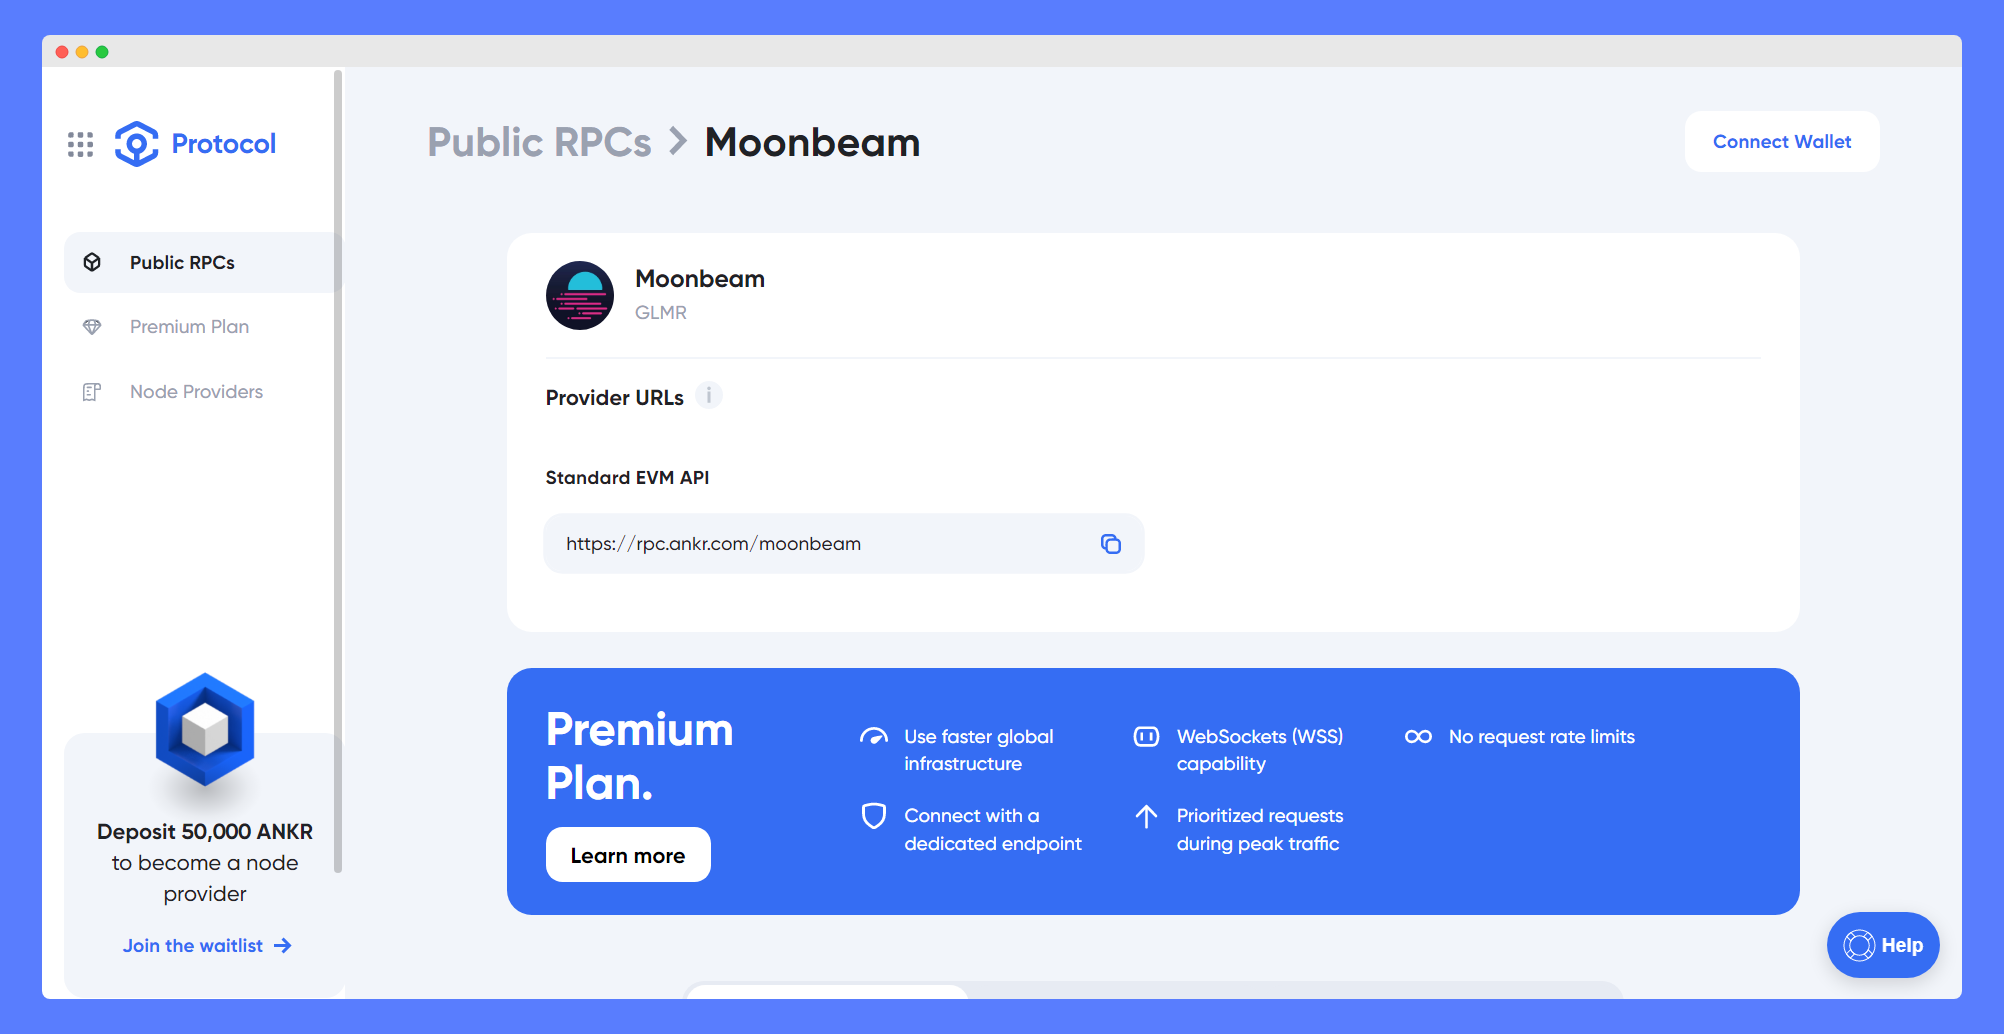 Protocol
Public RPCs
Premium Plan
Node Providers
Deposit 50,000 ANKR
to become a node
provider
Join the waitlist
Public RPCs > Moonbeam
Connect Wallet
Moonbeam
GLMR
Provider URLs i
Standard EVM API
https://rpc.ankr.com/moonbeam
Premium
Plan.
Learn more
Use faster global
infrastructure
WebSockets (WSS)
capability
No request rate limits
Connect with a
dedicated endpoint
Prioritized requests
during peak traffic
Help